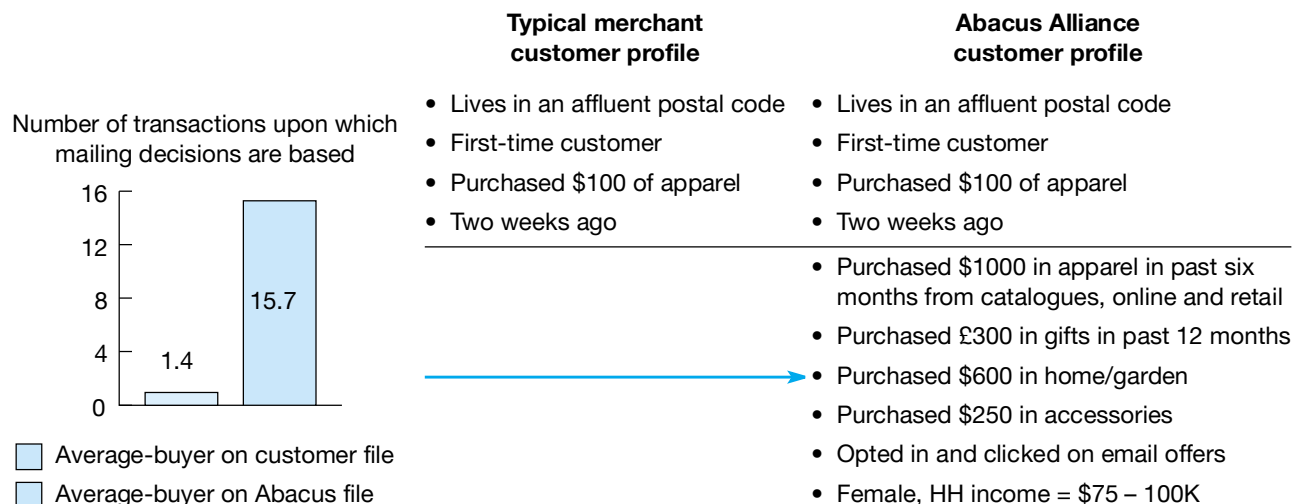 Number of transactions upon which
mailing decisions are based
16
12
8
4
0
1.4
15.7
Average-buyer on customer file
Average-buyer on Abacus file
Typical merchant
customer profile
• Lives in an affluent postal code
• First-time customer
• Purchased $100 of apparel
• Two weeks ago
Abacus Alliance
customer profile
• Lives in an affluent postal code
• First-time customer
• Purchased $100 of apparel
• Two weeks ago
• Purchased $1000 in apparel in past six
months from catalogues, online and retail
• Purchased £300 in gifts in past 12 months
• Purchased $600 in home/garden
• Purchased $250 in accessories
• Opted in and clicked on email offers
• Female, HH income = $75 – 100K